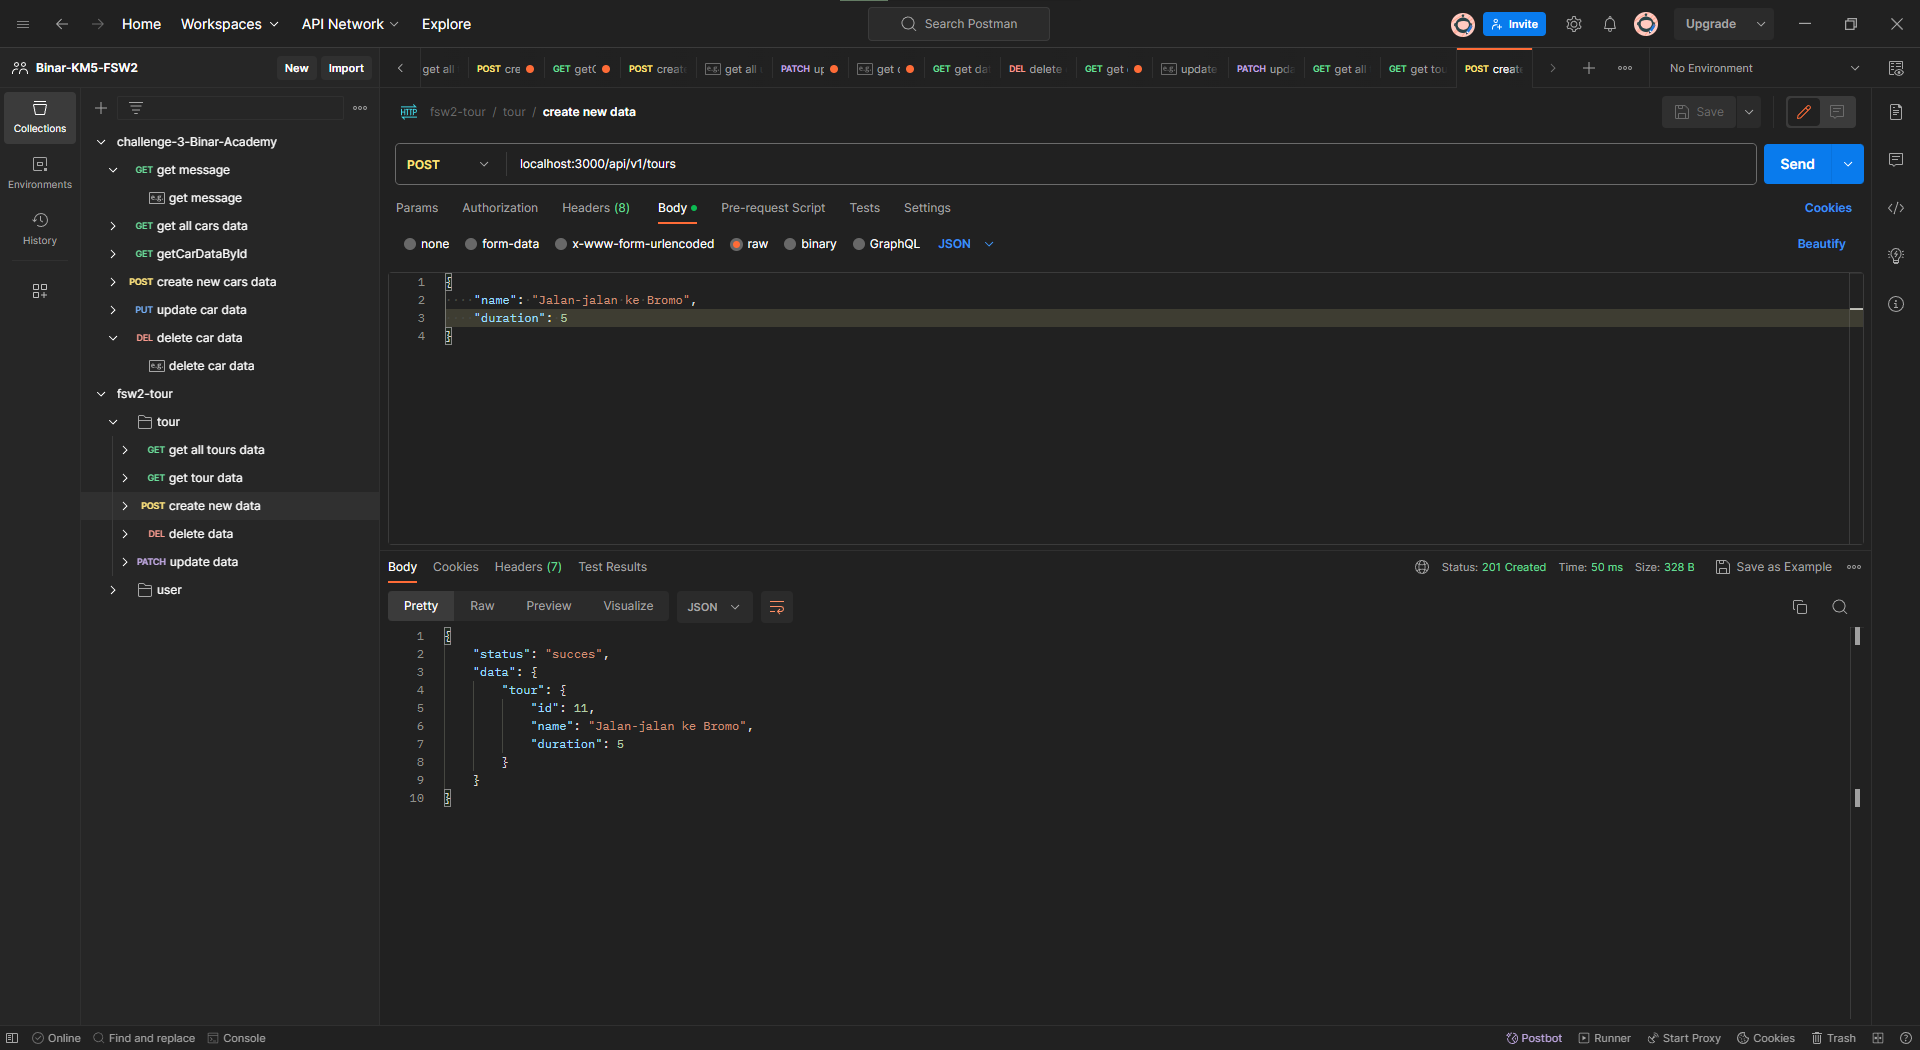 Home Workspaces API Network Explore Search Postman Invite Upgrade
Binar-KM5-FSW2 New Import
get all POST cre GET get POST create get all PATCH up get GET get da DEL delete GET get update PATCH upda GET get all GET get tou POST create No Environment
Collections
Environments
History
challenge-3-Binar-Academy
GET get message
e.g. get message
GET get all cars data
GET getCarDataById
POST create new cars data
PUT update car data
DEL delete car data
e.g. delete car data
fsw2-tour
tour
GET get all tours data
GET get tour data
POST create new data
DEL delete data
PATCH update data
user
HTTP fsw2-tour / tour / create new data Save
POST localhost:3000/api/v1/tours Send
Params Authorization Headers (8) Body Pre-request Script Tests Settings Cookies
none form-data x-www-form-urlencoded raw binary GraphQL JSON Beautify
1 {
2 "name": "Jalan-jalan ke Bromo",
3 "duration": 5
4 }
Body Cookies Headers (7) Test Results Status: 201 Created Time: 50 ms Size: 328 B Save as Example
Pretty Raw Preview Visualize JSON
1 {
2 "status": "succes",
3 "data": {
4 "tour": {
5 "id": 11,
6 "name": "Jalan-jalan ke Bromo",
7 "duration": 5
8 }
9 }
10 }
Online Find and replace Console Postbot Runner Start Proxy Cookies Trash